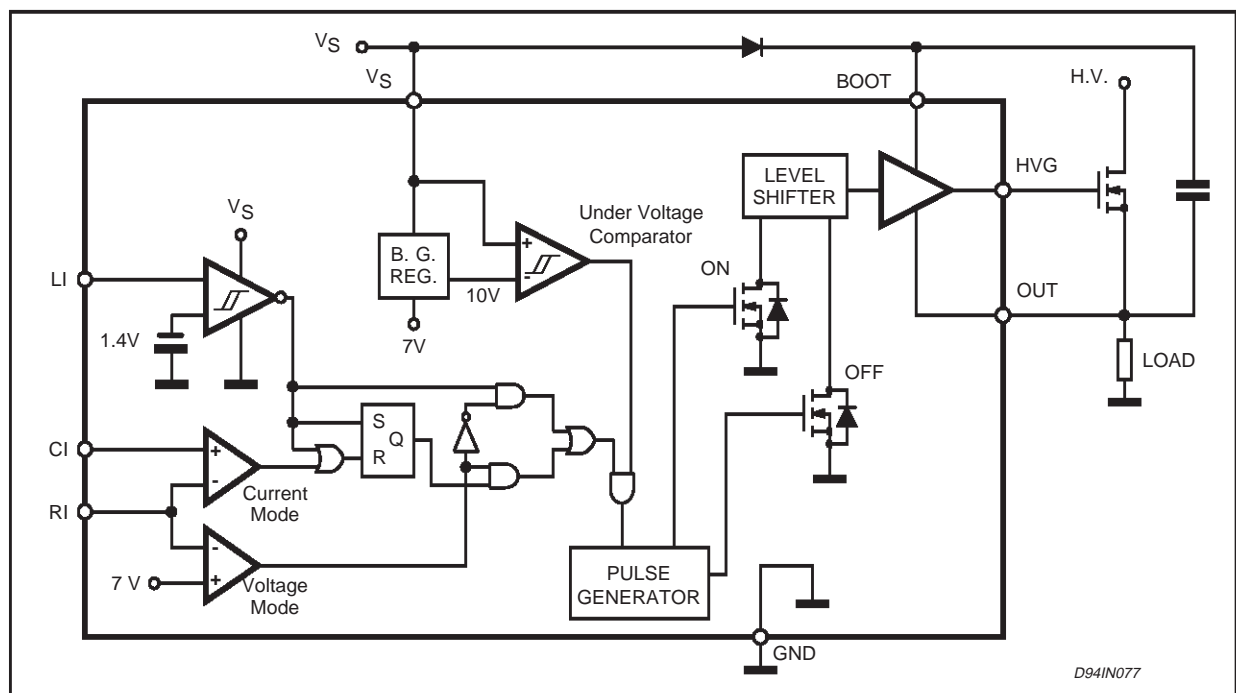 VS
VS
BOOT
H.V.
LEVEL
SHIFTER
HVG
VS
Under Voltage
Comparator
+
-
B. G.
REG.
10V
7V
LI
1.4V
ON
OUT
LOAD
OFF
CI
+
-
Current
Mode
S
Q
R
RI
-
+
7 V
Voltage
Mode
PULSE
GENERATOR
GND
D94IN077